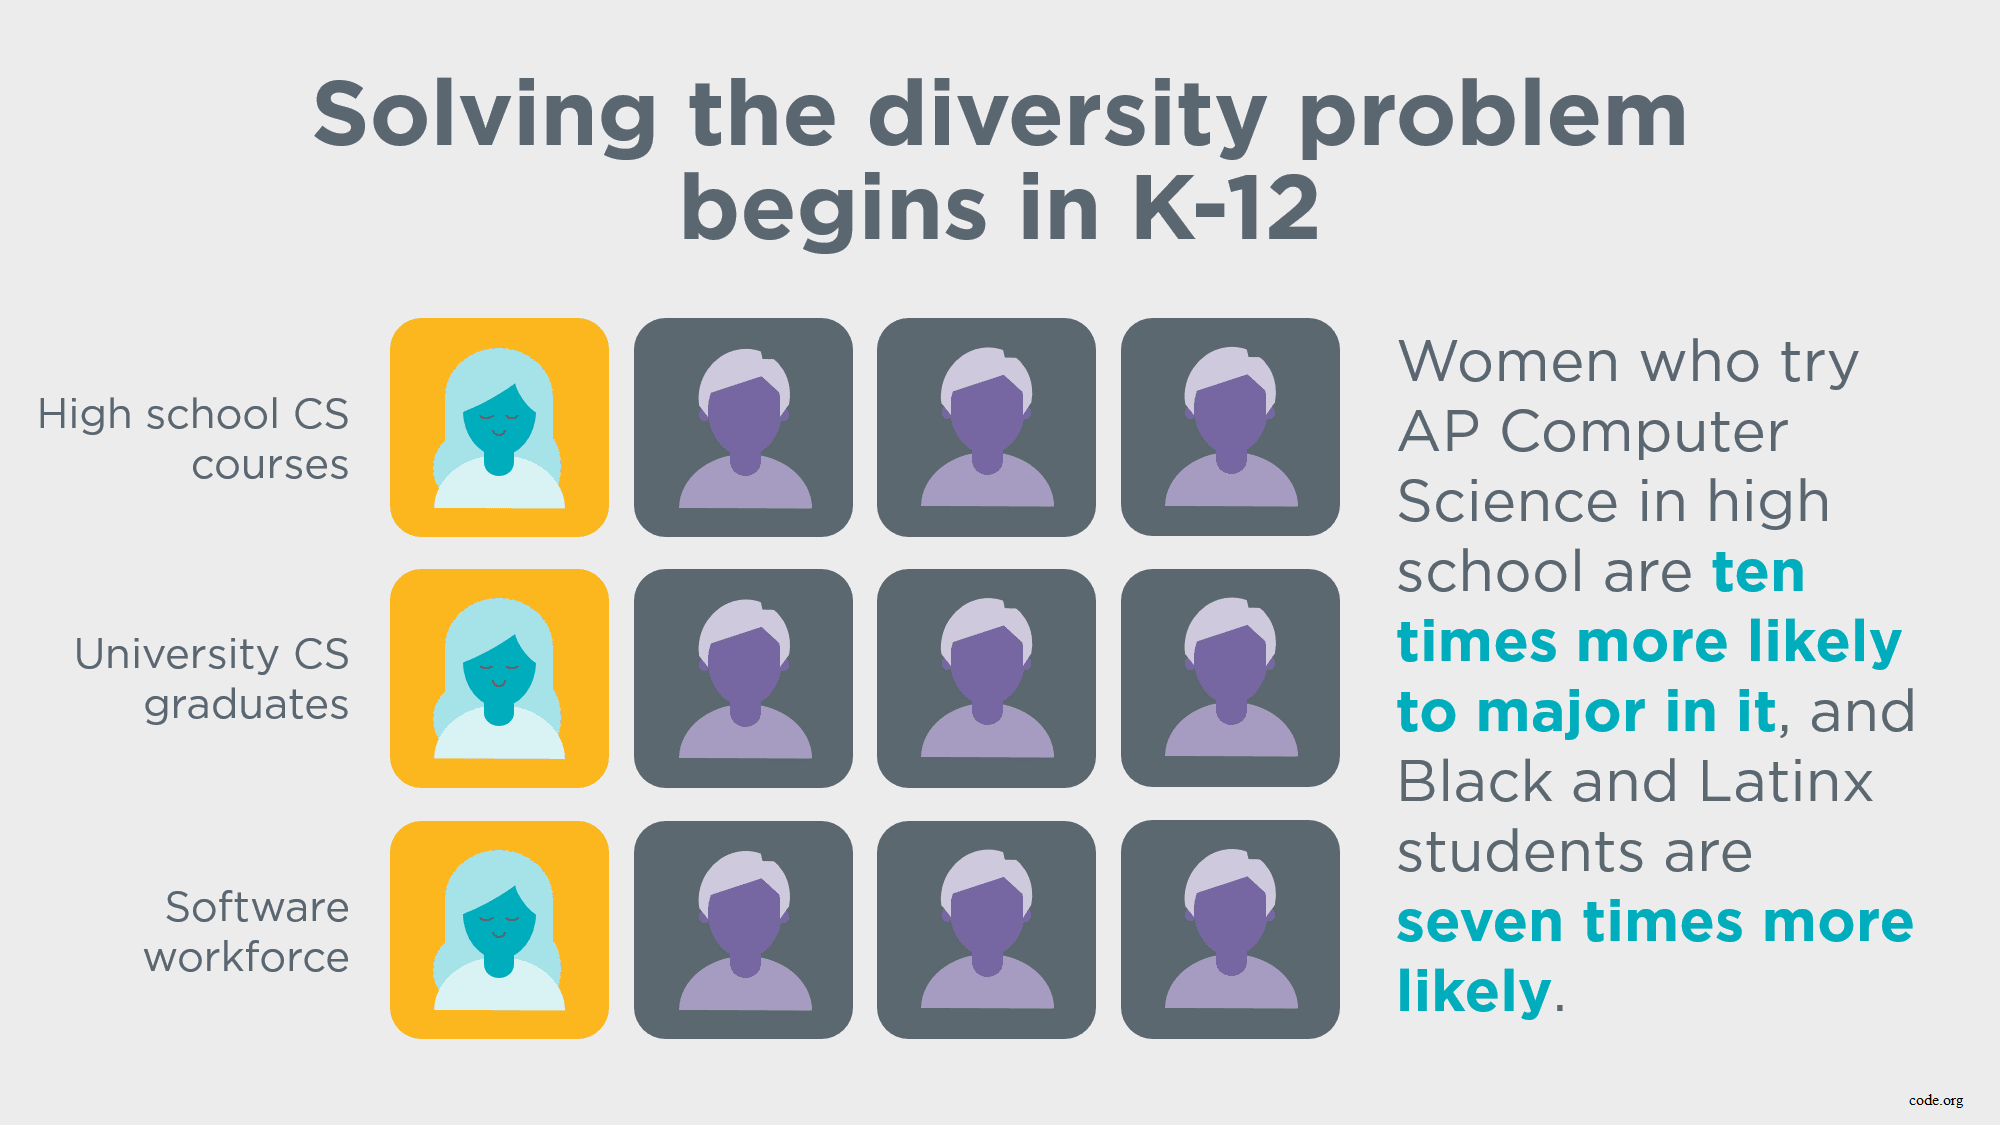 Solving the diversity problem
begins in K-12
High school CS
courses
University CS
graduates
Software
workforce
Women who try
AP Computer
Science in high
school are ten
times more likely
to major in it, and
Black and Latinx
students are
seven times more
likely.
code.org